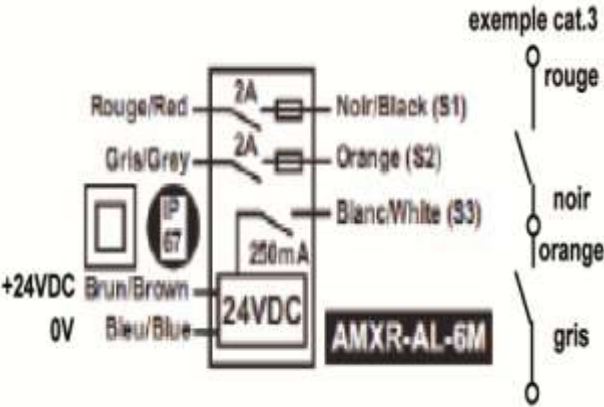 exemple cat.3
rouge
2A
Rouge/Red
Noir/Black (S1)
2A
Gris/Grey
Orange (S2)
noir
IP
67
Blanc/White (S3)
orange
250mA
+24VDC Brun/Brown
24VDC
0V Bleu/Blue
AMXR-AL-6M
gris